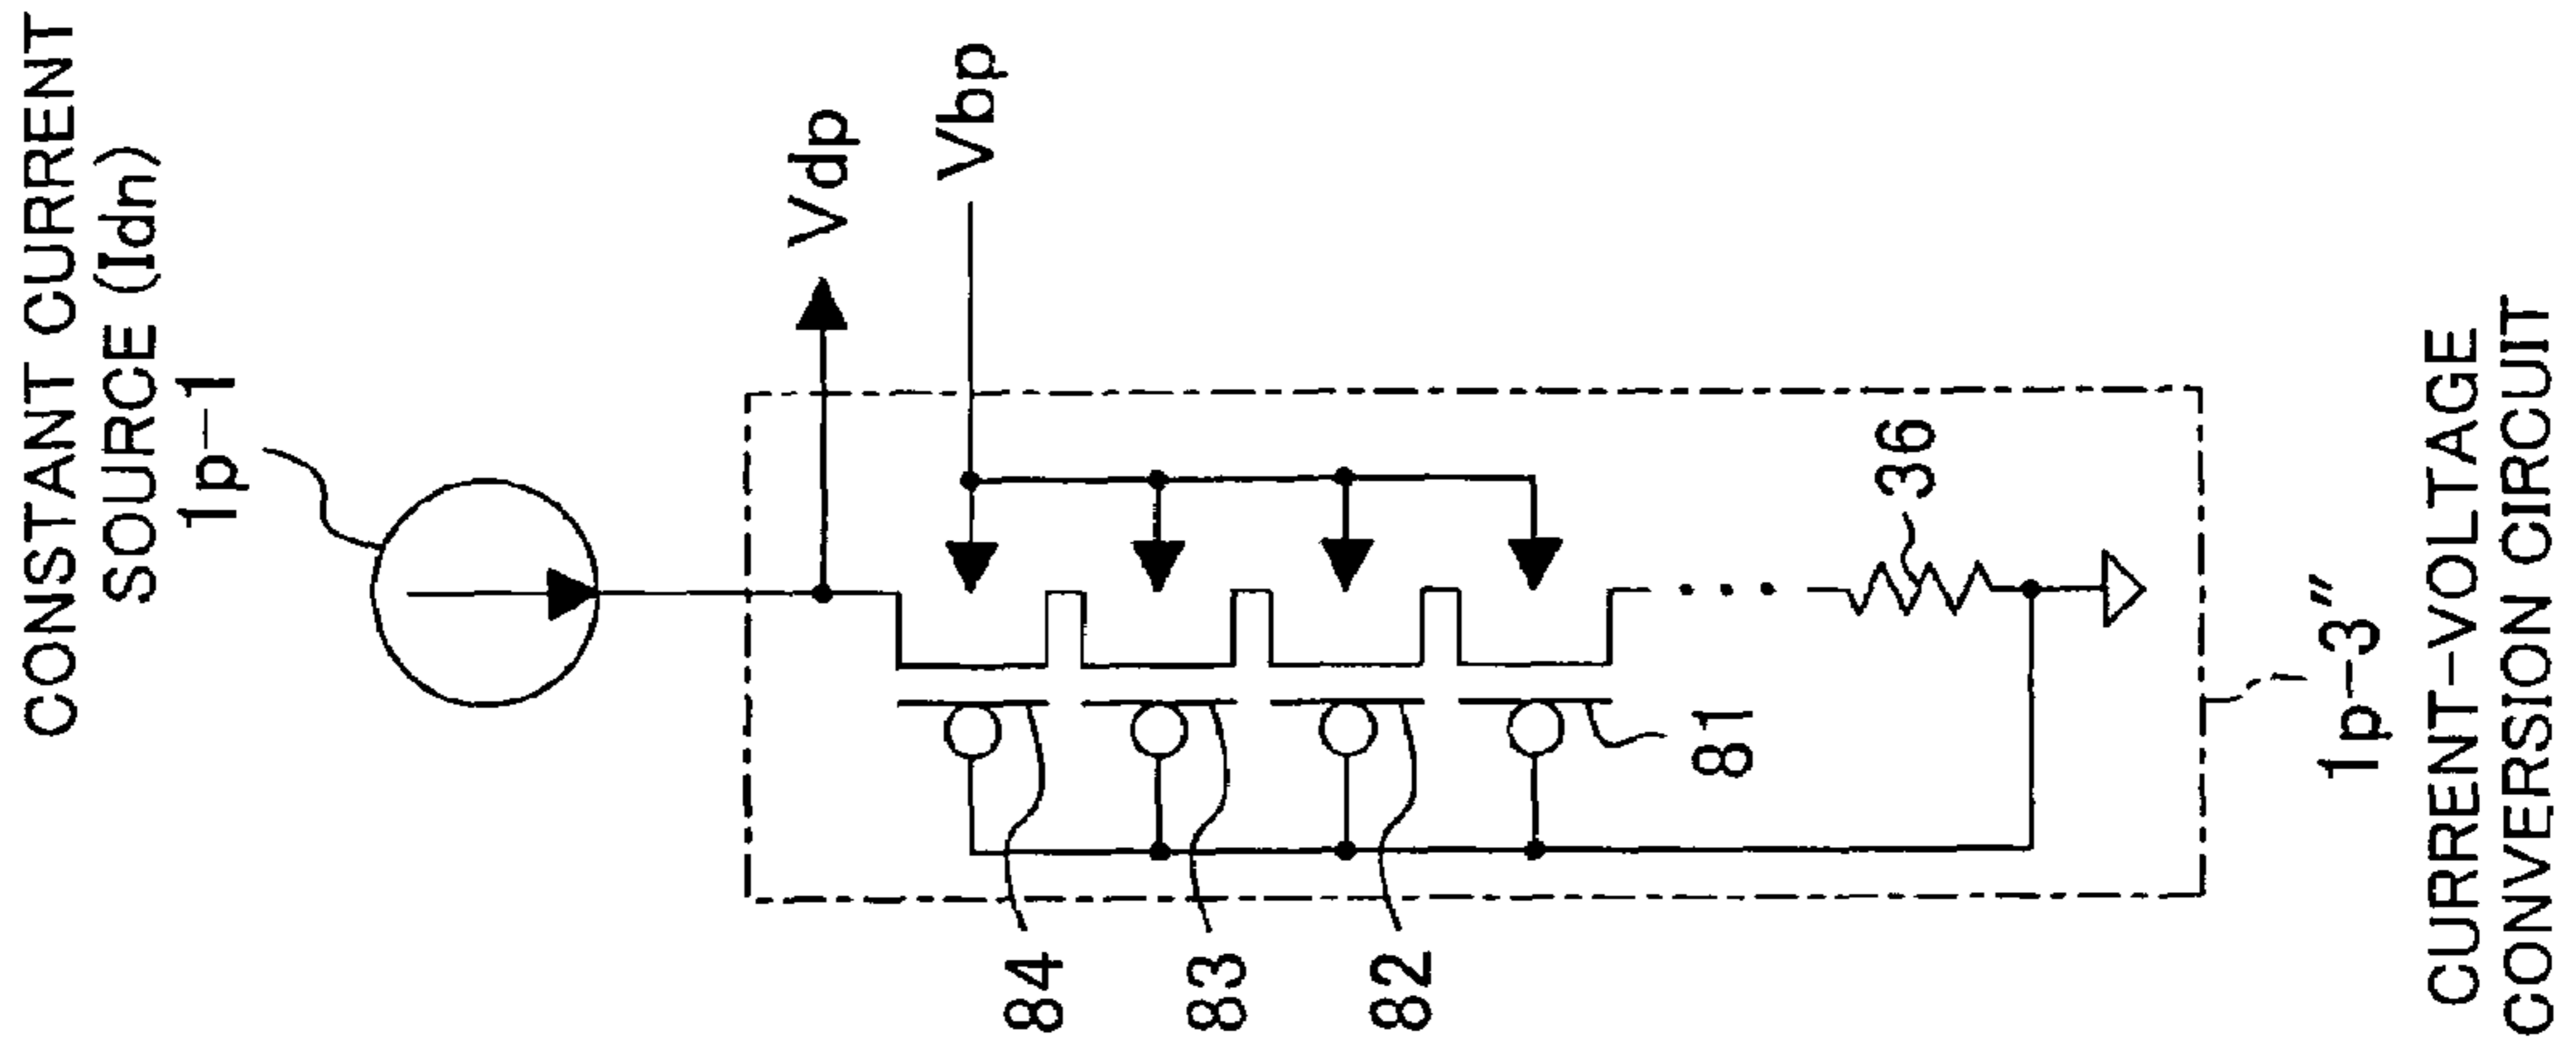 CONSTANT CURRENT
SOURCE (Idn)
1p-1
Vdp
Vbp
84
83
82
81
36
1p-3″
CURRENT-VOLTAGE
CONVERSION CIRCUIT